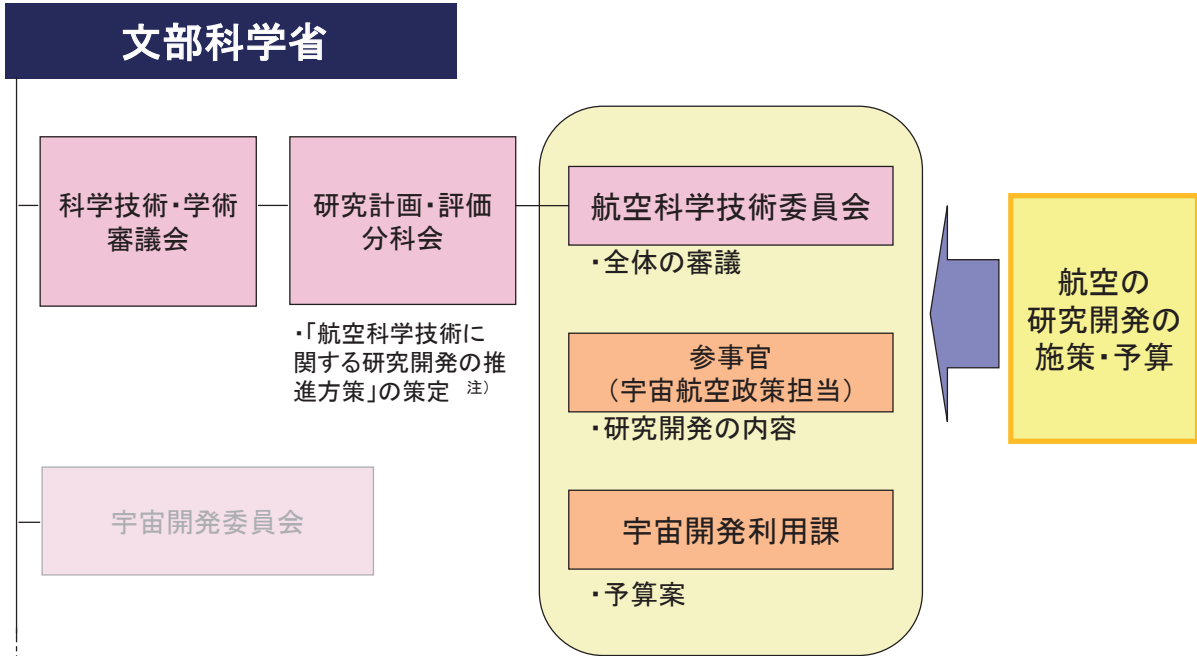 文部科学省
科学技術・学術
審議会
研究計画・評価
分科会
・「航空科学技術に
関する研究開発の推
進方策」の策定 注)
宇宙開発委員会
航空科学技術委員会
・全体の審議
参事官
(宇宙航空政策担当)
・研究開発の内容
宇宙開発利用課
・予算案
航空の
研究開発の
施策・予算